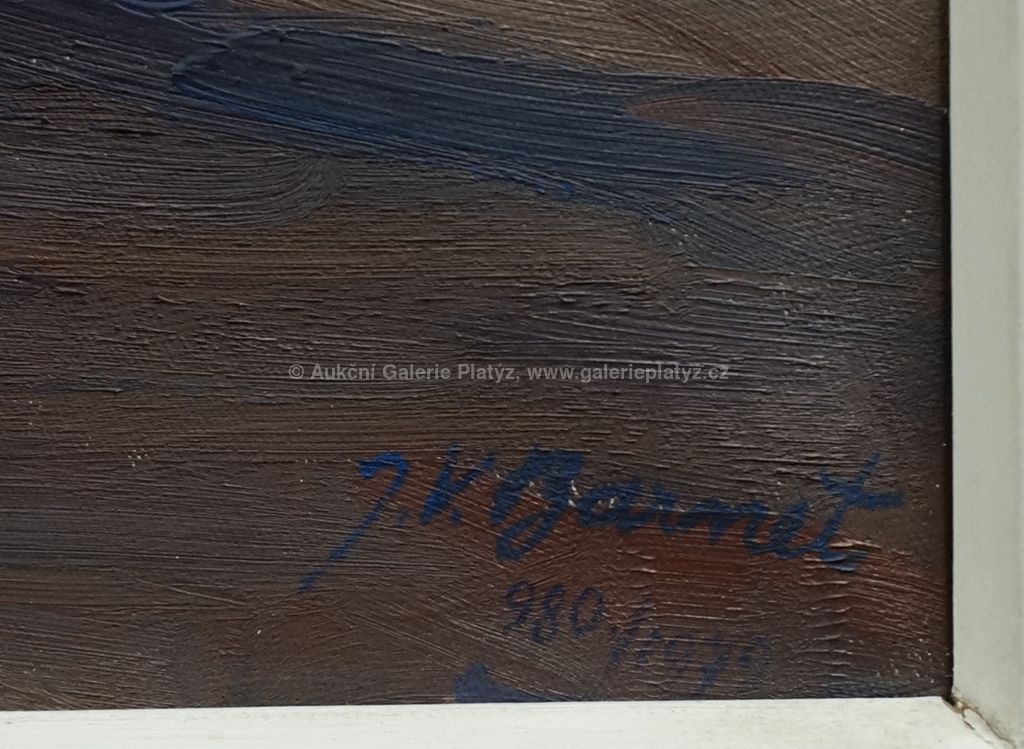 © Aukční Galerie Platýz, www.galerieplatyz.cz
J. V. Barnet
980